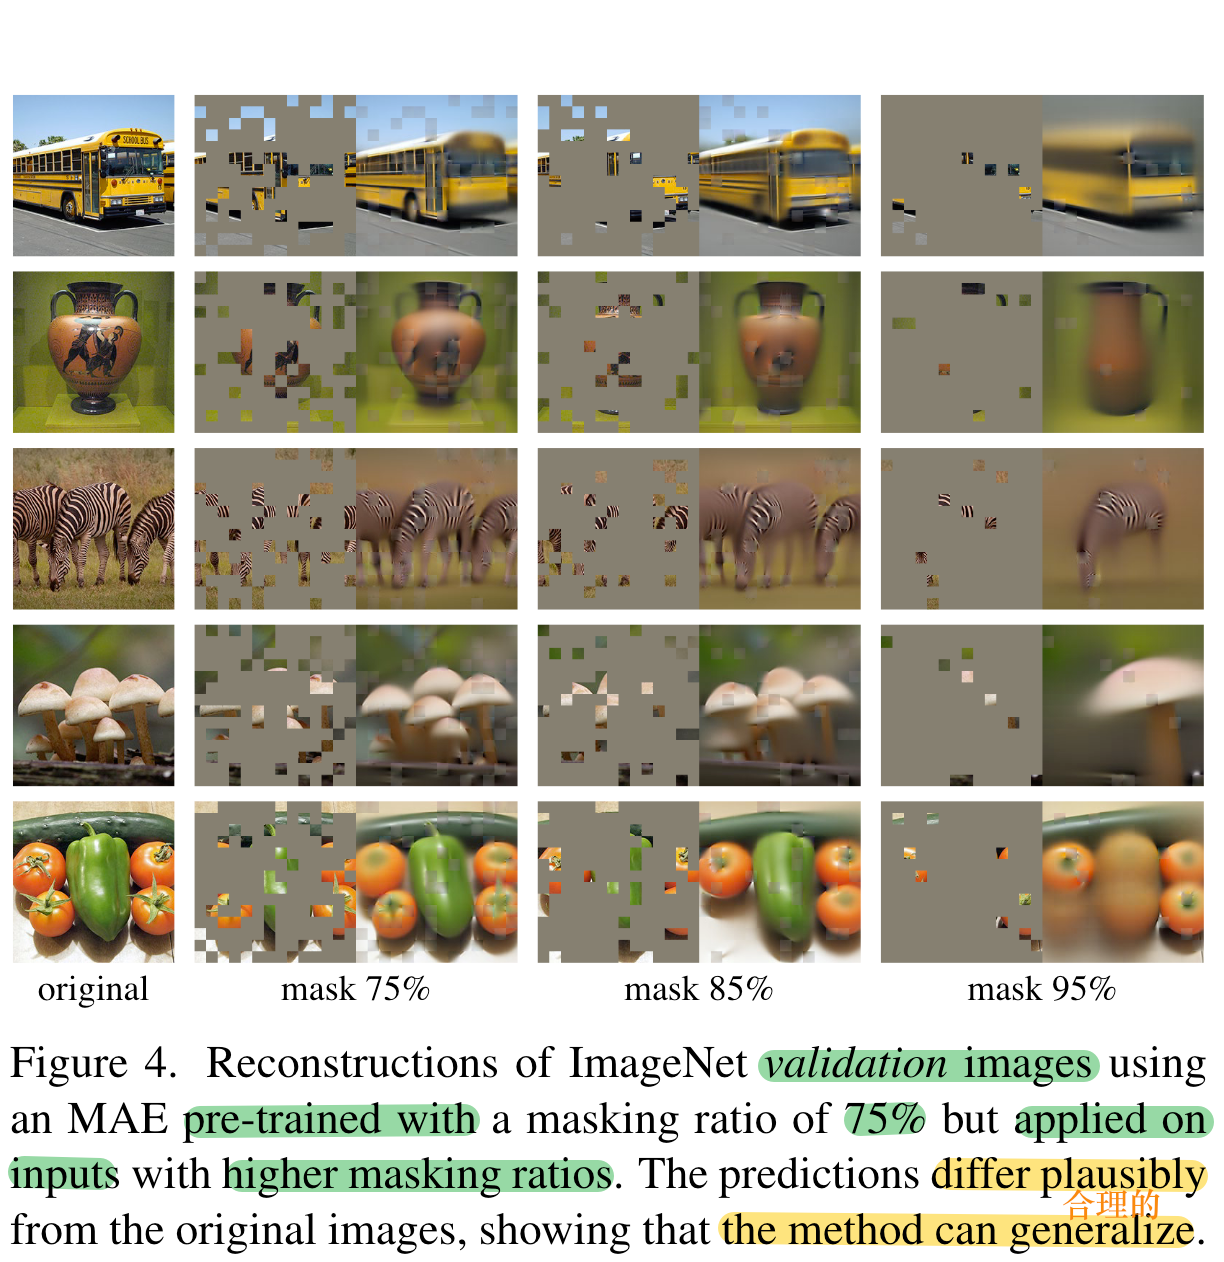 SCHOOL BUS
original
mask 75%
mask 85%
mask 95%
Figure 4. Reconstructions of ImageNet validation images using
an MAE pre-trained with a masking ratio of 75% but applied on
inputs with higher masking ratios. The predictions differ plausibly
合理的
from the original images, showing that the method can generalize.